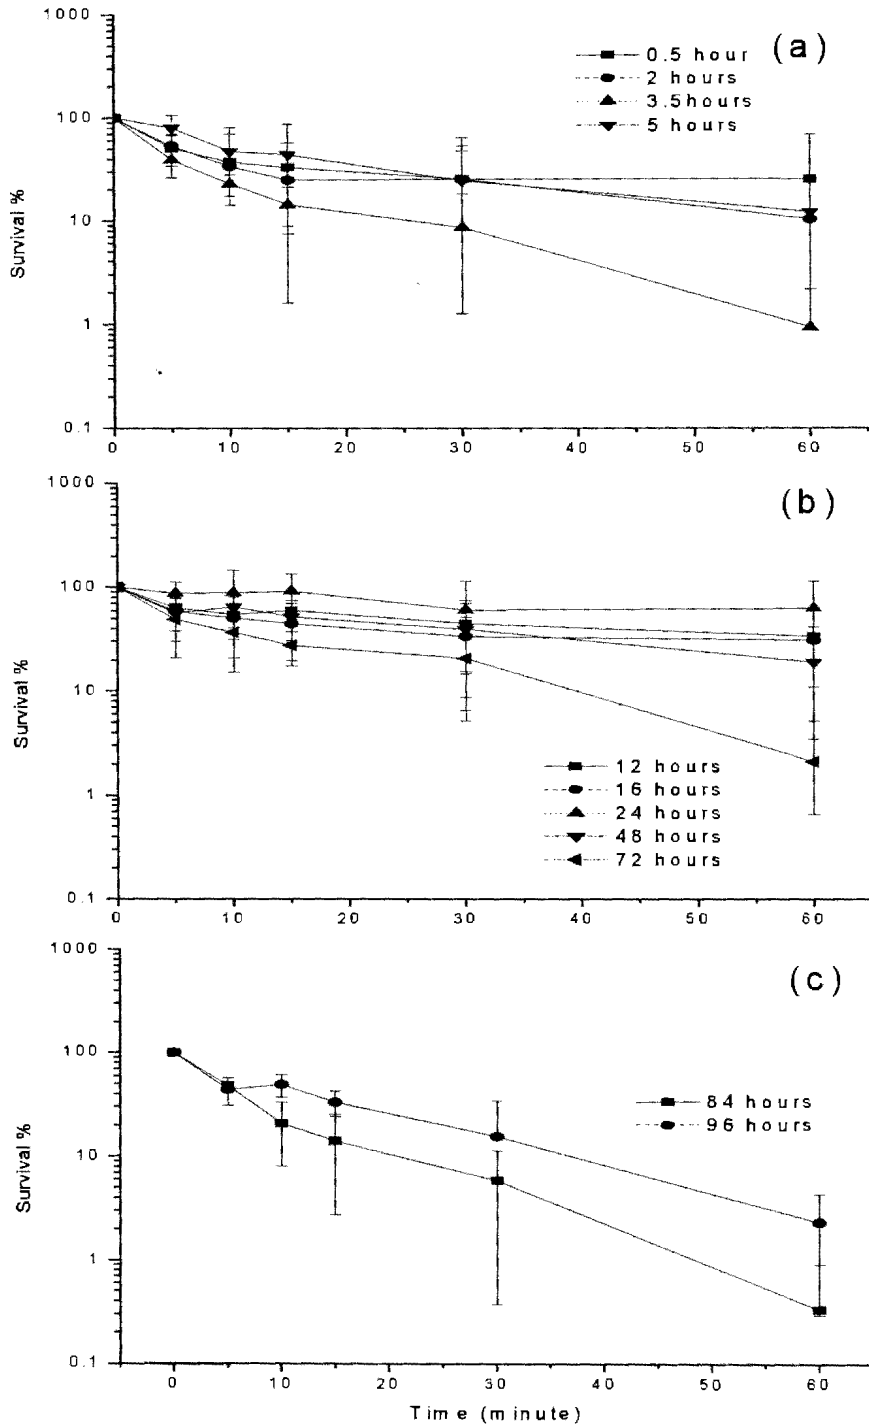 (a)
1000
100
10
1
0.1
Survival %
0.5 hour
2 hours
3.5hours
5 hours
0 10 20 30 40 50 60
(b)
1000
100
10
1
0.1
Survival %
12 hours
16 hours
24 hours
48 hours
72 hours
0 10 20 30 40 50 60
(c)
1000
100
10
1
0.1
Survival %
84 hours
96 hours
0 10 20 30 40 50 60
Time (minute)